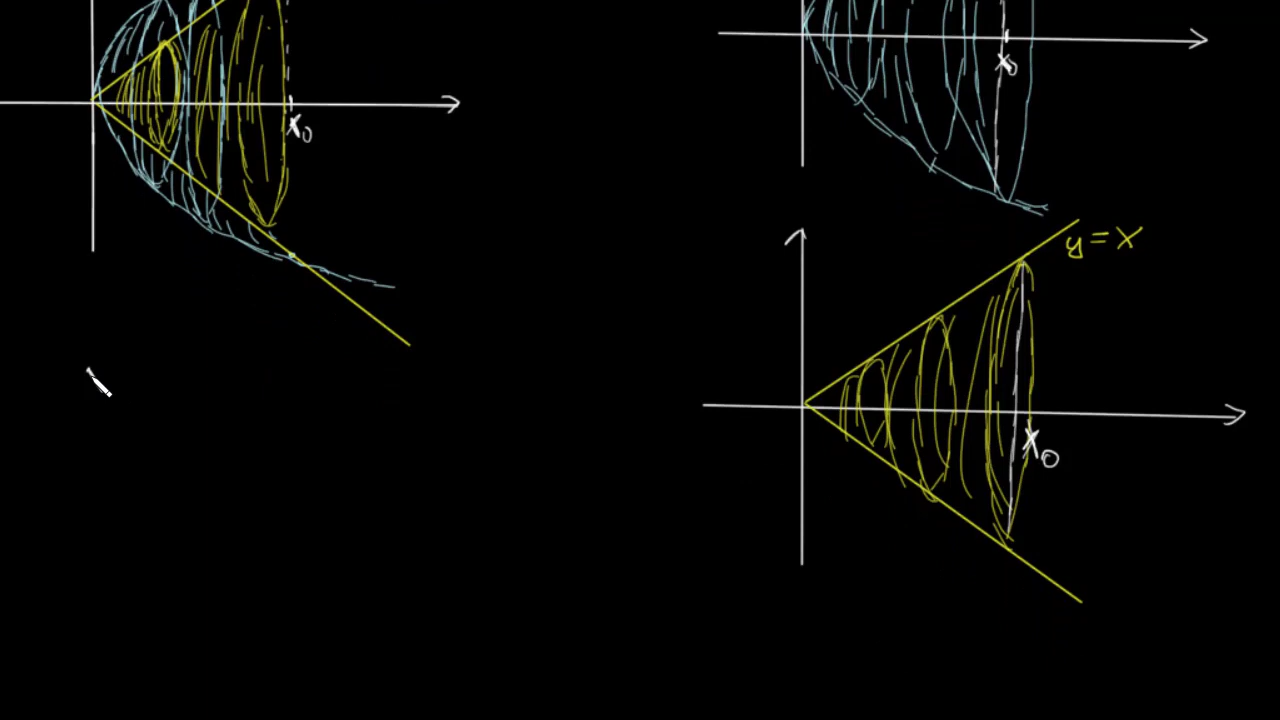 x₀
x₀
y = x
x₀